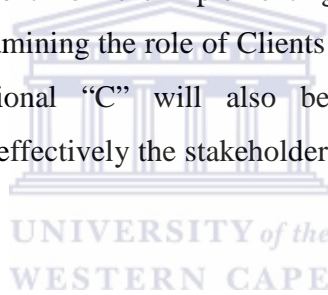 amining the role of Clients
ional “C” will also be
effectively the stakeholder
UNIVERSITY of the
WESTERN CAPE